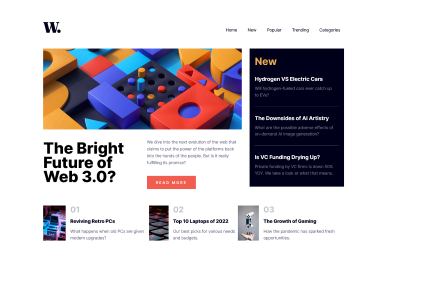 W.
Home New Popular Trending Categories
New
Hydrogen VS Electric Cars
Will hydrogen-fueled cars ever catch up
to EVs?
The Downsides of AI Artistry
What are the possible adverse effects of
on-demand AI image generation?
Is VC Funding Drying Up?
Private funding by VC firms is down 50%
YOY. We take a look at what that means.
The Bright
Future of
Web 3.0?
We dive into the next evolution of the web that
claims to put the power of the platforms back
into the hands of the people. But is it really
fulfilling its promise?
READ MORE
01
Reviving Retro PCs
What happens when old PCs are given
modern upgrades?
02
Top 10 Laptops of 2022
Our best picks for various needs
and budgets.
03
The Growth of Gaming
How the pandemic has sparked fresh
opportunities.